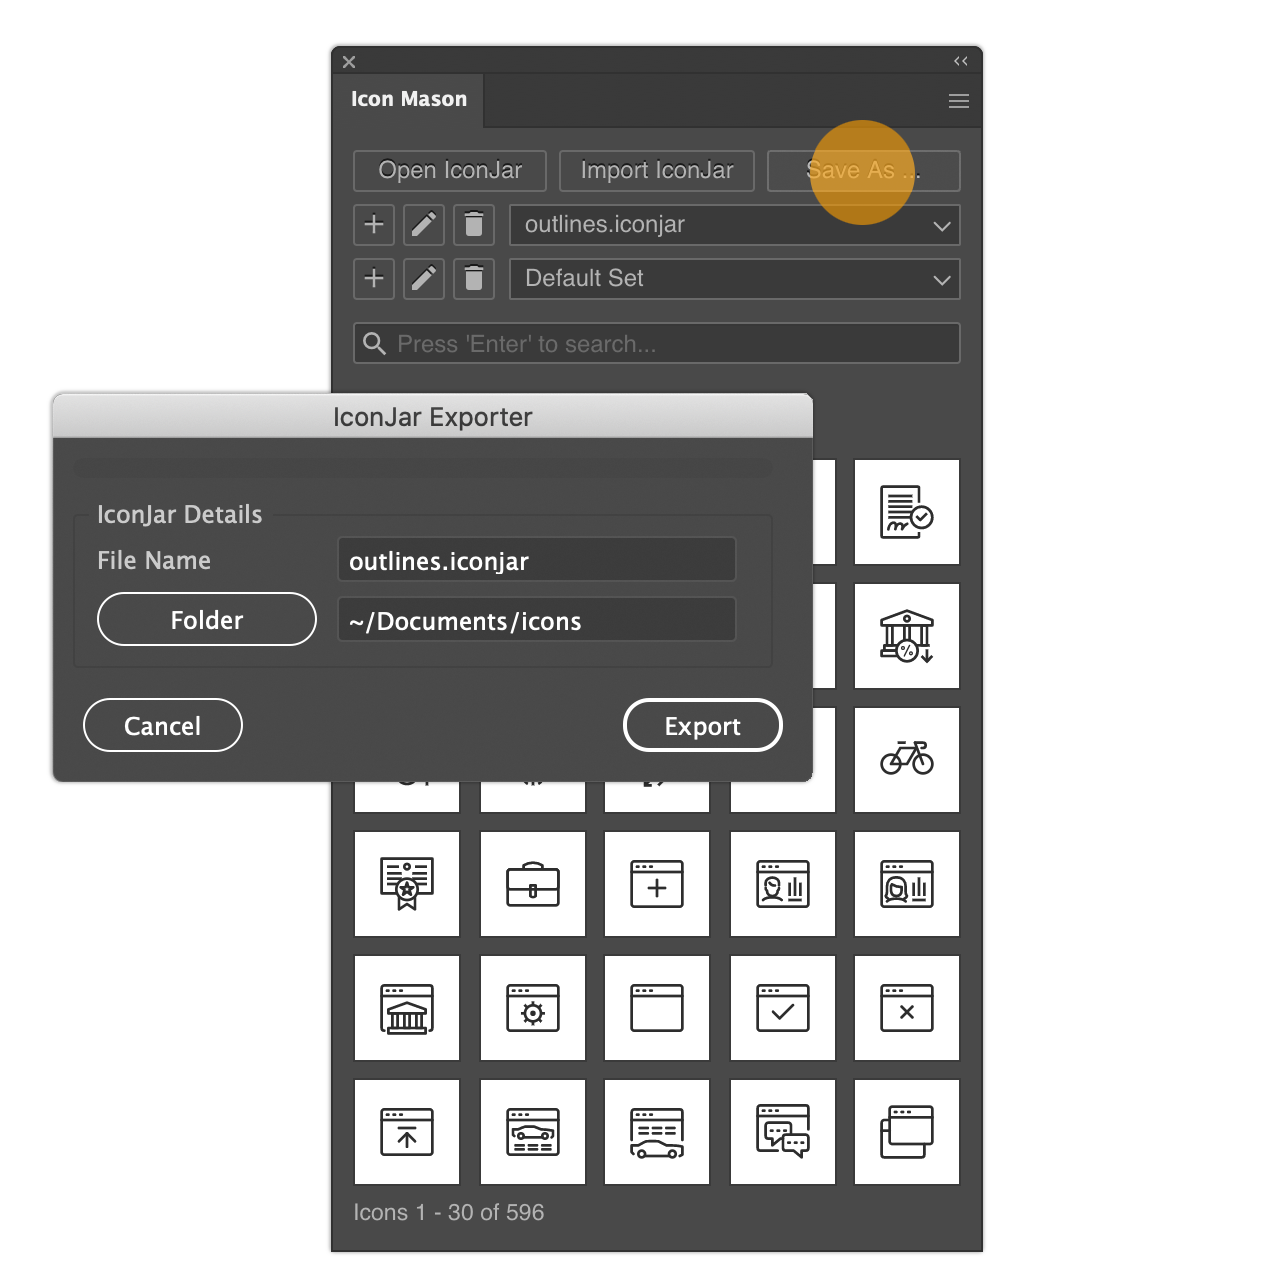 Icon Mason
Open IconJar
Import IconJar
Save As ...
outlines.iconjar
Default Set
Press 'Enter' to search...
IconJar Exporter
IconJar Details
File Name
outlines.iconjar
Folder
~/Documents/icons
Cancel
Export
%
Icons 1 - 30 of 596